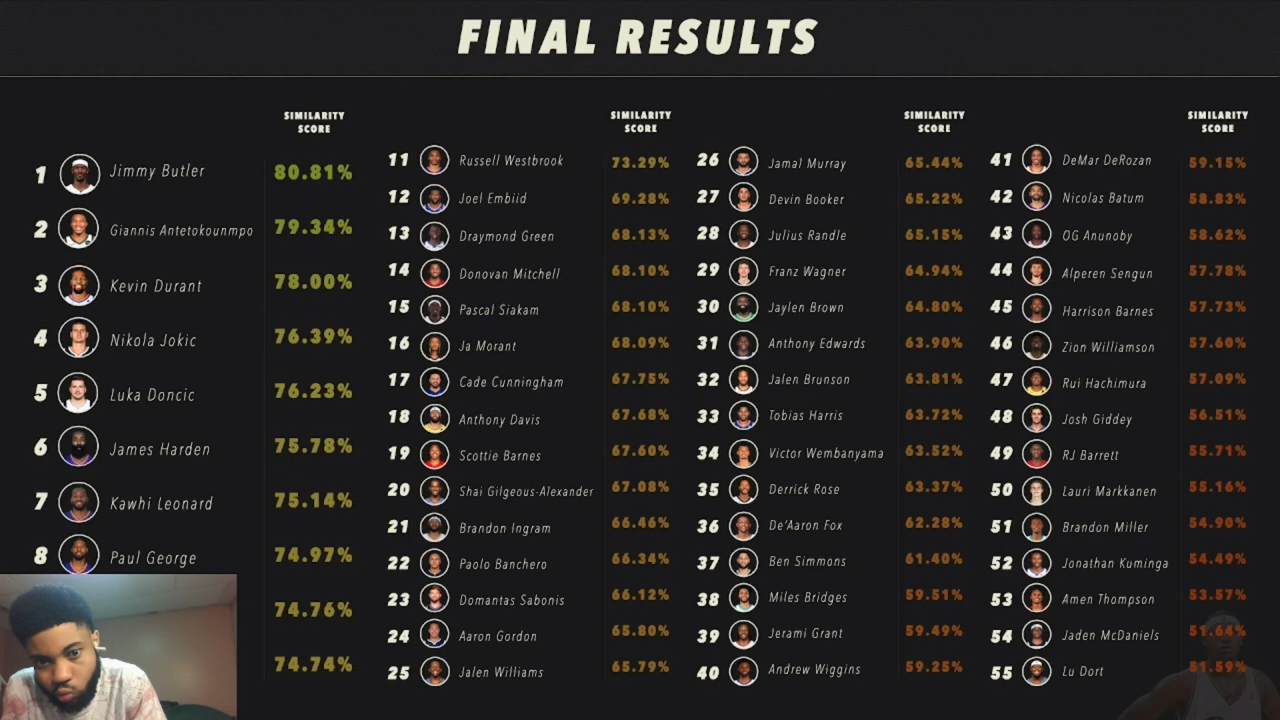 FINAL RESULTS
SIMILARITY
SCORE
1 Jimmy Butler 80.81%
2 Giannis Antetokounmpo 79.34%
3 Kevin Durant 78.00%
4 Nikola Jokic 76.39%
5 Luka Doncic 76.23%
6 James Harden 75.78%
7 Kawhi Leonard 75.14%
8 Paul George 74.97%
74.76%
74.74%
SIMILARITY
SCORE
11 Russell Westbrook 73.29%
12 Joel Embiid 69.28%
13 Draymond Green 68.13%
14 Donovan Mitchell 68.10%
15 Pascal Siakam 68.10%
16 Ja Morant 68.09%
17 Cade Cunningham 67.75%
18 Anthony Davis 67.68%
19 Scottie Barnes 67.60%
20 Shai Gilgeous-Alexander 67.08%
21 Brandon Ingram 66.46%
22 Paolo Banchero 66.34%
23 Domantas Sabonis 66.12%
24 Aaron Gordon 65.80%
25 Jalen Williams 65.79%
SIMILARITY
SCORE
26 Jamal Murray 65.44%
27 Devin Booker 65.22%
28 Julius Randle 65.15%
29 Franz Wagner 64.94%
30 Jaylen Brown 64.80%
31 Anthony Edwards 63.90%
32 Jalen Brunson 63.81%
33 Tobias Harris 63.72%
34 Victor Wembanyama 63.52%
35 Derrick Rose 63.37%
36 De'Aaron Fox 62.28%
37 Ben Simmons 61.40%
38 Miles Bridges 59.51%
39 Jerami Grant 59.49%
40 Andrew Wiggins 59.25%
SIMILARITY
SCORE
41 DeMar DeRozan 59.15%
42 Nicolas Batum 58.83%
43 OG Anunoby 58.62%
44 Alperen Sengun 57.78%
45 Harrison Barnes 57.73%
46 Zion Williamson 57.60%
47 Rui Hachimura 57.09%
48 Josh Giddey 56.51%
49 RJ Barrett 55.71%
50 Lauri Markkanen 55.16%
51 Brandon Miller 54.90%
52 Jonathan Kuminga 54.49%
53 Amen Thompson 53.57%
54 Jaden McDaniels 51.64%
55 Lu Dort 51.59%